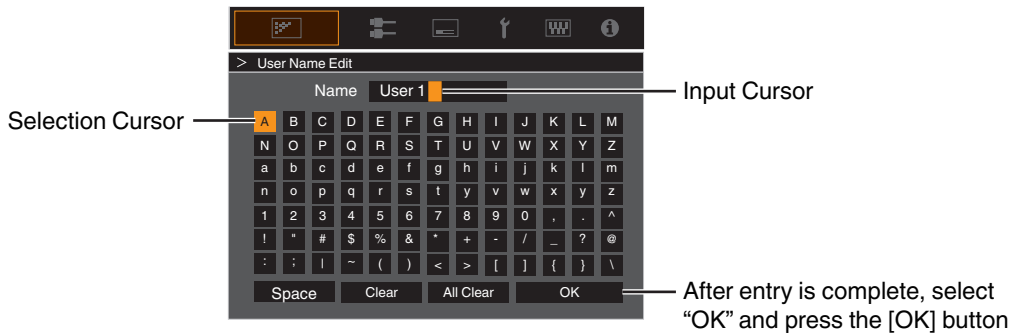 > User Name Edit
Name User 1
Input Cursor
Selection Cursor
A B C D E F G H I J K L M
N O P Q R S T U V W X Y Z
a b c d e f g h i j k l m
n o p q r s t y v w x y z
1 2 3 4 5 6 7 8 9 0 , . ^
! " # $ % & * + - / _ ? @
: ; | ~ ( ) < > [ ] { } \
Space Clear All Clear OK
After entry is complete, select
“OK” and press the [OK] button